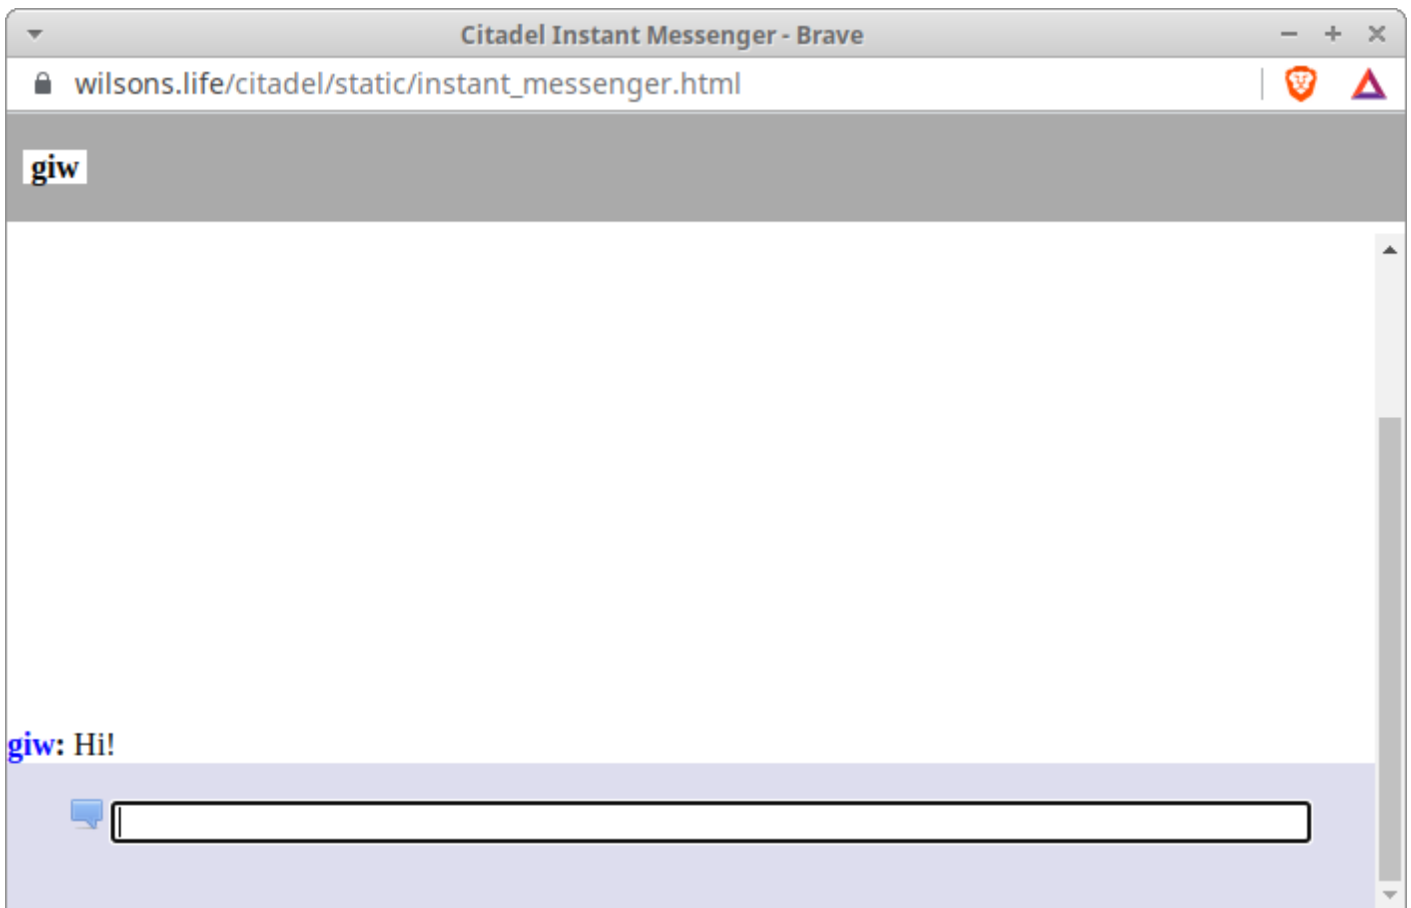 Citadel Instant Messenger - Brave
wilsons.life/citadel/static/instant_messenger.html
giw
giw: Hi!